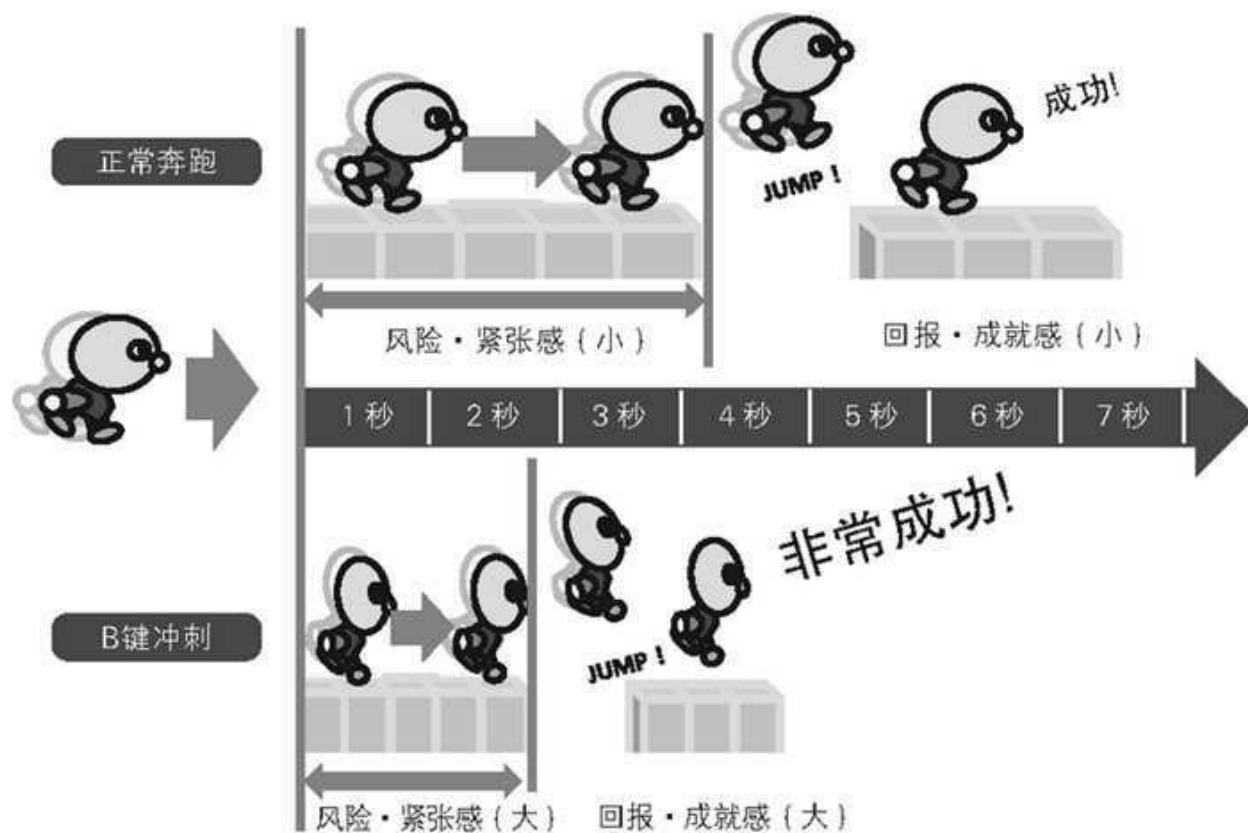 成功!
正常奔跑
JUMP !
风险・紧张感 ( 小 )
回报・成就感 ( 小 )
1 秒
2 秒
3 秒
4 秒
5 秒
6 秒
7 秒
非常成功!
B键冲刺
JUMP !
风险・紧张感 ( 大 )
回报・成就感 ( 大 )